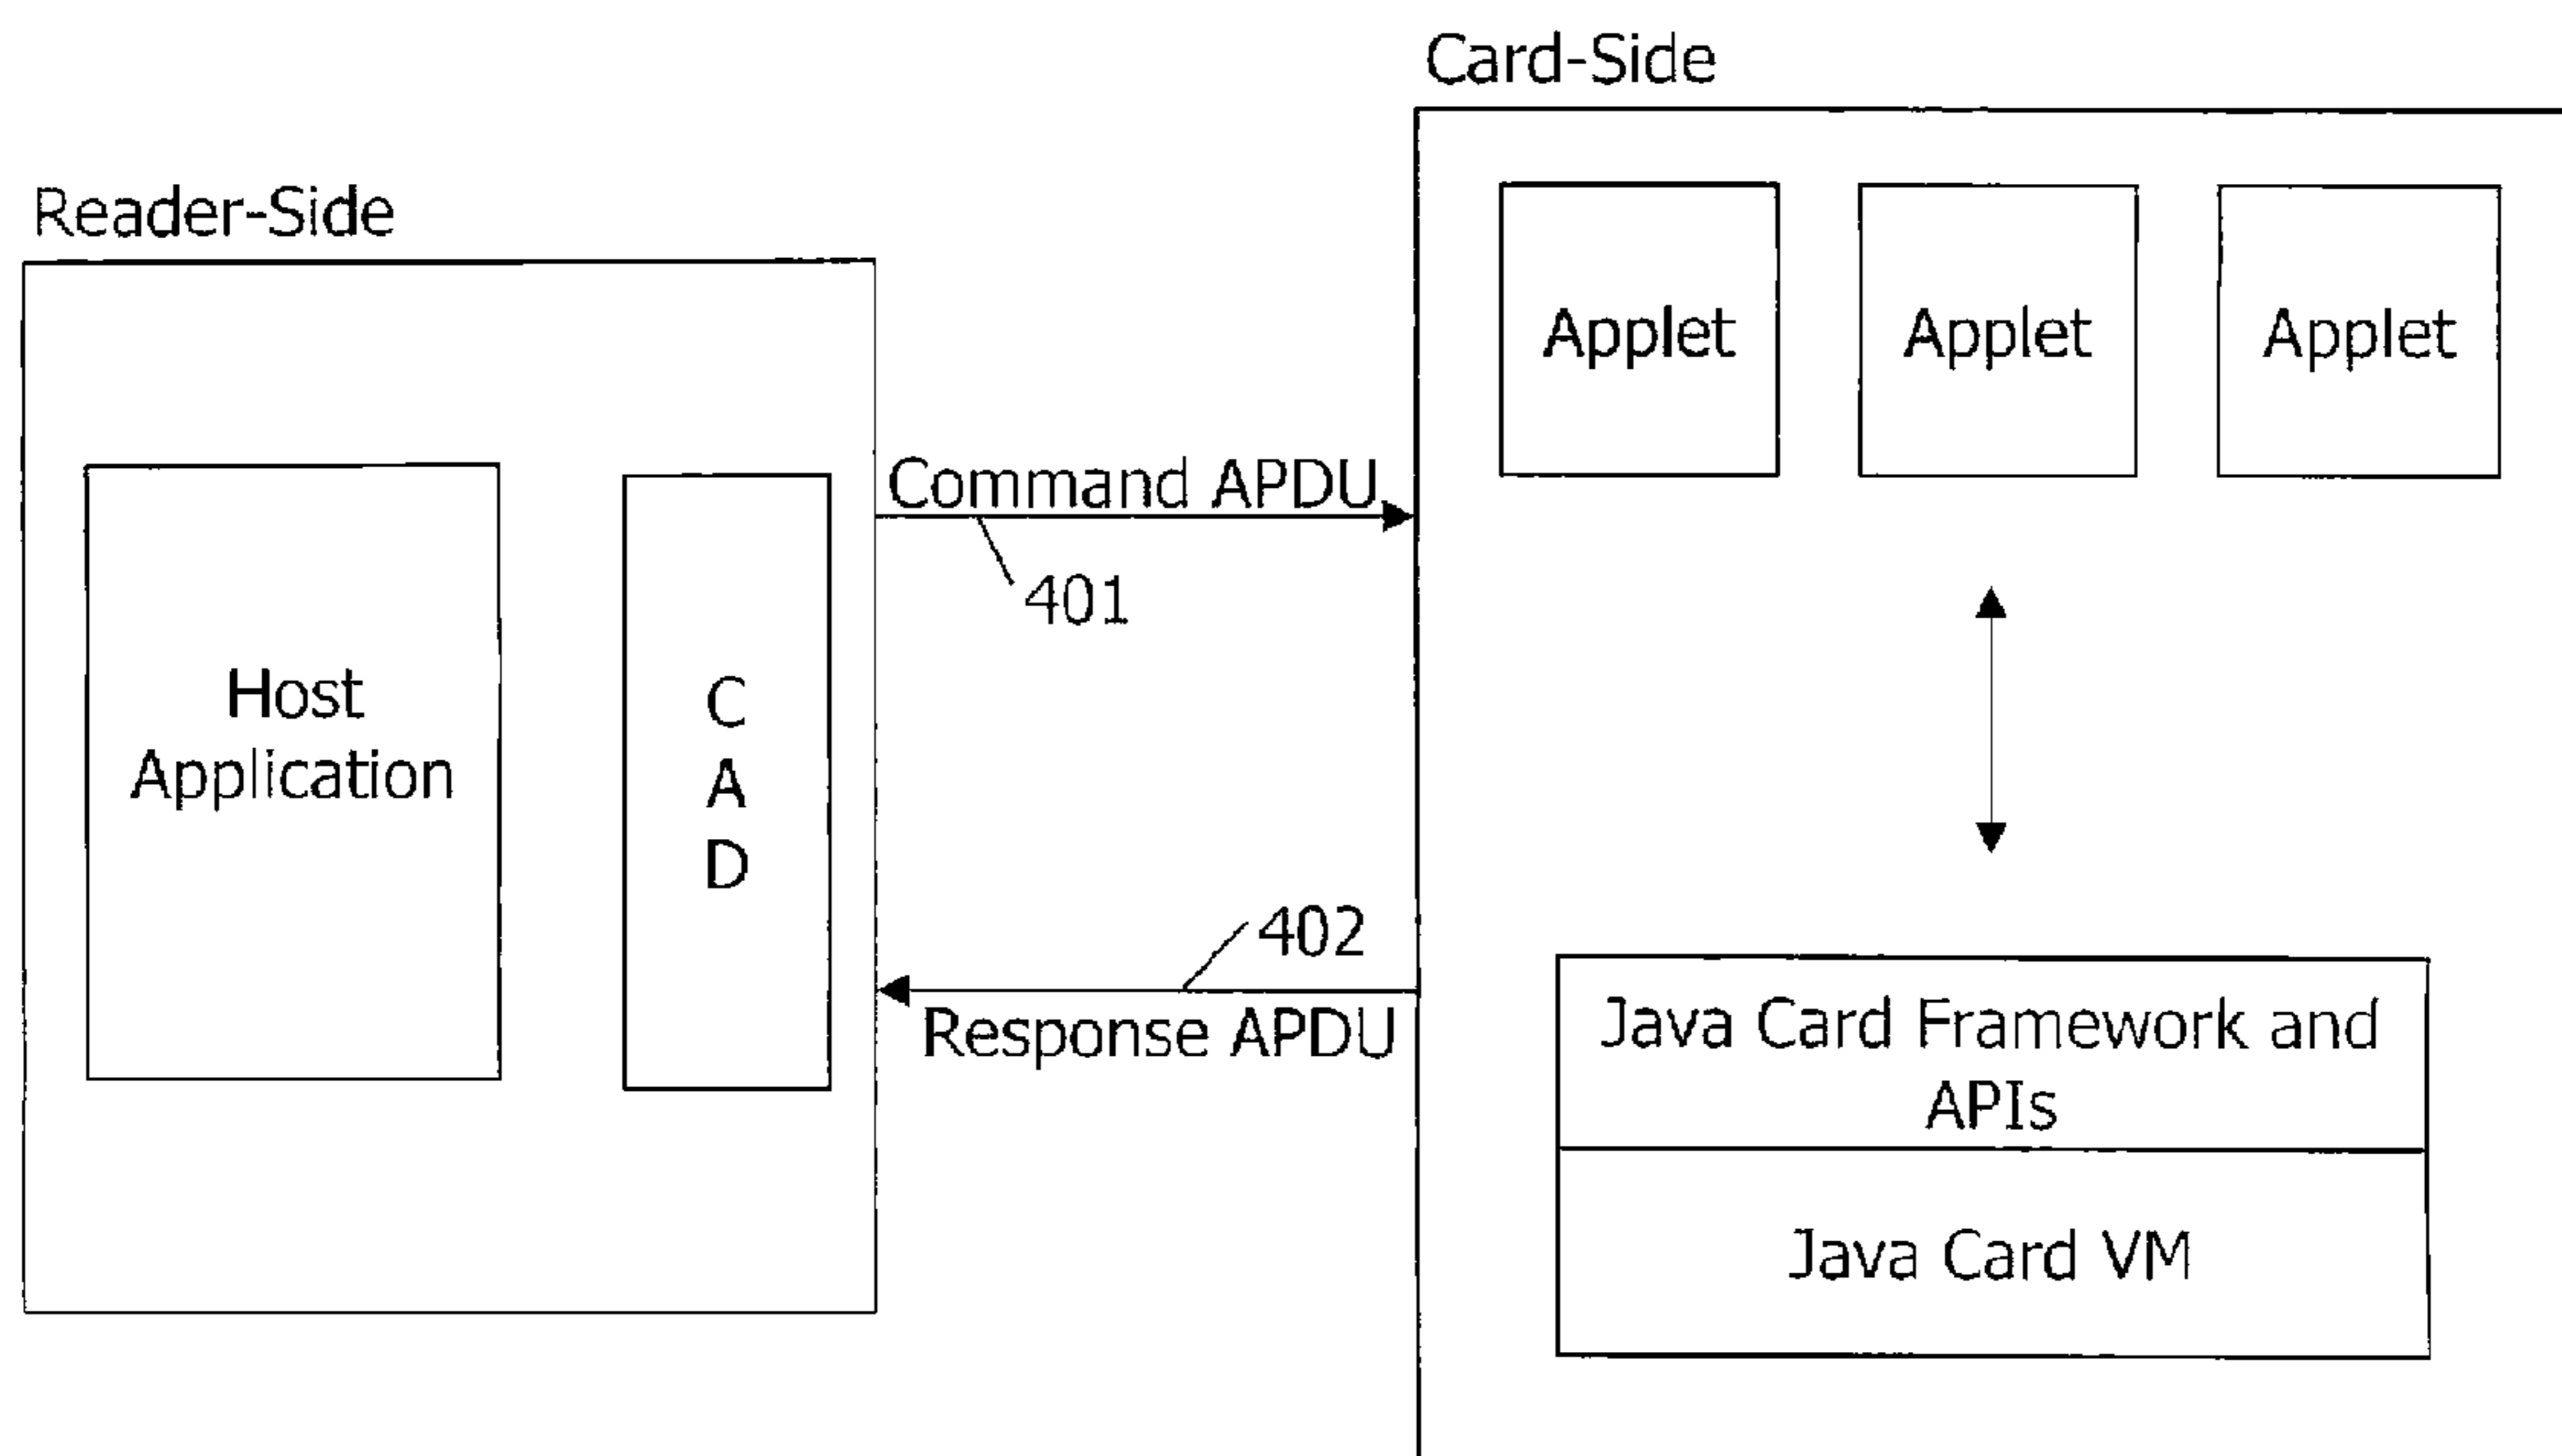 Card-Side
Reader-Side
Applet
Applet
Applet
Command APDU
401
Host
Application
C
A
D
402
Response APDU
Java Card Framework and
APIs
Java Card VM